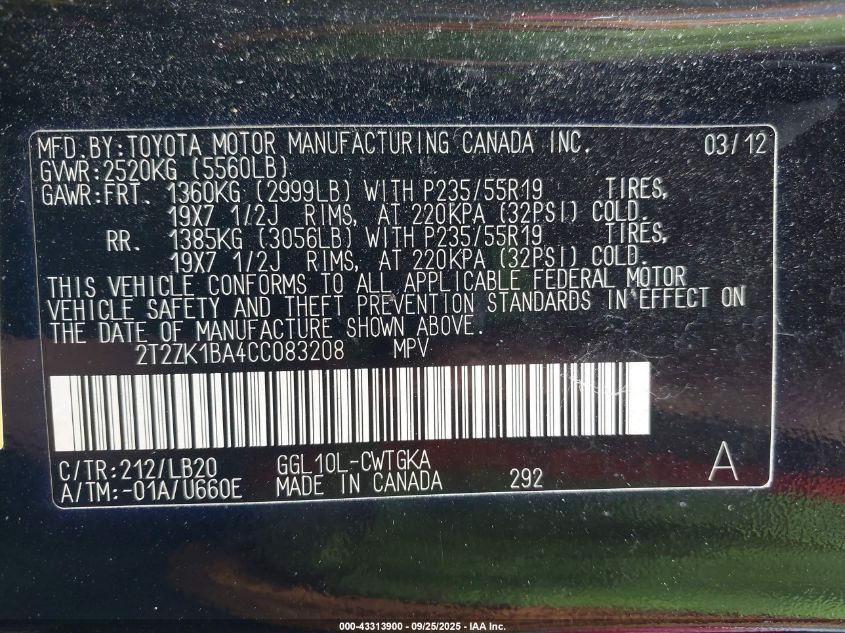 MFD.BY:TOYOTA MOTOR MANUFACTURING CANADA INC. 03/12
GVWR:2520KG (5560LB)
GAWR:FRT. 1360KG (2999LB) WITH P235/55R19 TIRES,
19X7 1/2J RIMS, AT 220KPA (32PSI) COLD.
RR. 1385KG (3056LB) WITH P235/55R19 TIRES,
19X7 1/2J RIMS, AT 220KPA (32PSI) COLD.
THIS VEHICLE CONFORMS TO ALL APPLICABLE FEDERAL MOTOR
VEHICLE SAFETY AND THEFT PREVENTION STANDARDS IN EFFECT ON
THE DATE OF MANUFACTURE SHOWN ABOVE.
2T2ZK1BA4CC083208 MPV
C/TR:212/LB20 GGL10L-CWTGKA
A/TM:-01A/U660E MADE IN CANADA 292 A
000-43313900 - 09/25/2025 - IAA Inc.